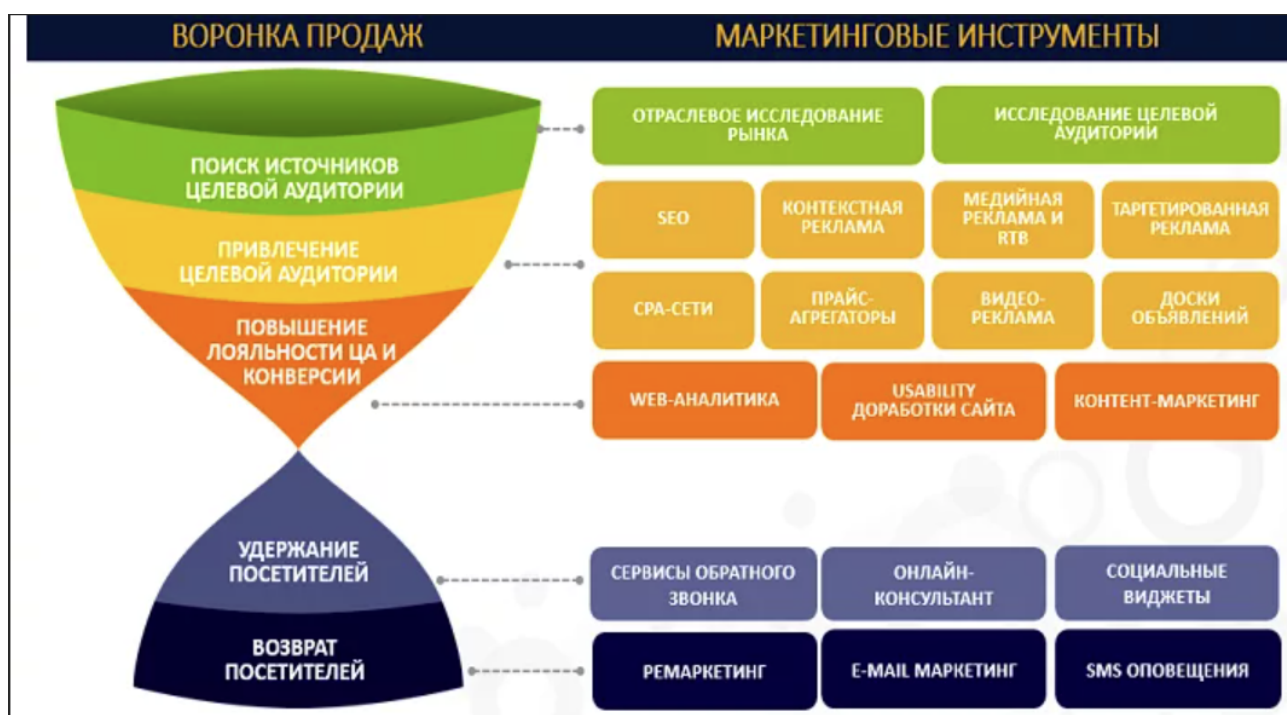 ВОРОНКА ПРОДАЖ
МАРКЕТИНГОВЫЕ ИНСТРУМЕНТЫ
ПОИСК ИСТОЧНИКОВ
ЦЕЛЕВОЙ АУДИТОРИИ
ОТРАСЛЕВОЕ ИССЛЕДОВАНИЕ
РЫНКА
ИССЛЕДОВАНИЕ ЦЕЛЕВОЙ
АУДИТОРИИ
ПРИВЛЕЧЕНИЕ
ЦЕЛЕВОЙ АУДИТОРИИ
SEO
КОНТЕКСТНАЯ
РЕКЛАМА
МЕДИЙНАЯ
РЕКЛАМА И
RTB
ТАРГЕТИРОВАННАЯ
РЕКЛАМА
CPA-СЕТИ
ПРАЙС-
АГРЕГАТОРЫ
ВИДЕО-
РЕКЛАМА
ДОСКИ
ОБЪЯВЛЕНИЙ
ПОВЫШЕНИЕ
ЛОЯЛЬНОСТИ ЦА И
КОНВЕРСИИ
WEB-АНАЛИТИКА
USABILITY
ДОРАБОТКИ САЙТА
КОНТЕНТ-МАРКЕТИНГ
УДЕРЖАНИЕ
ПОСЕТИТЕЛЕЙ
СЕРВИСЫ ОБРАТНОГО
ЗВОНКА
ОНЛАЙН-
КОНСУЛЬТАНТ
СОЦИАЛЬНЫЕ
ВИДЖЕТЫ
ВОЗВРАТ
ПОСЕТИТЕЛЕЙ
РЕМАРКЕТИНГ
E-MAIL МАРКЕТИНГ
SMS ОПОВЕЩЕНИЯ